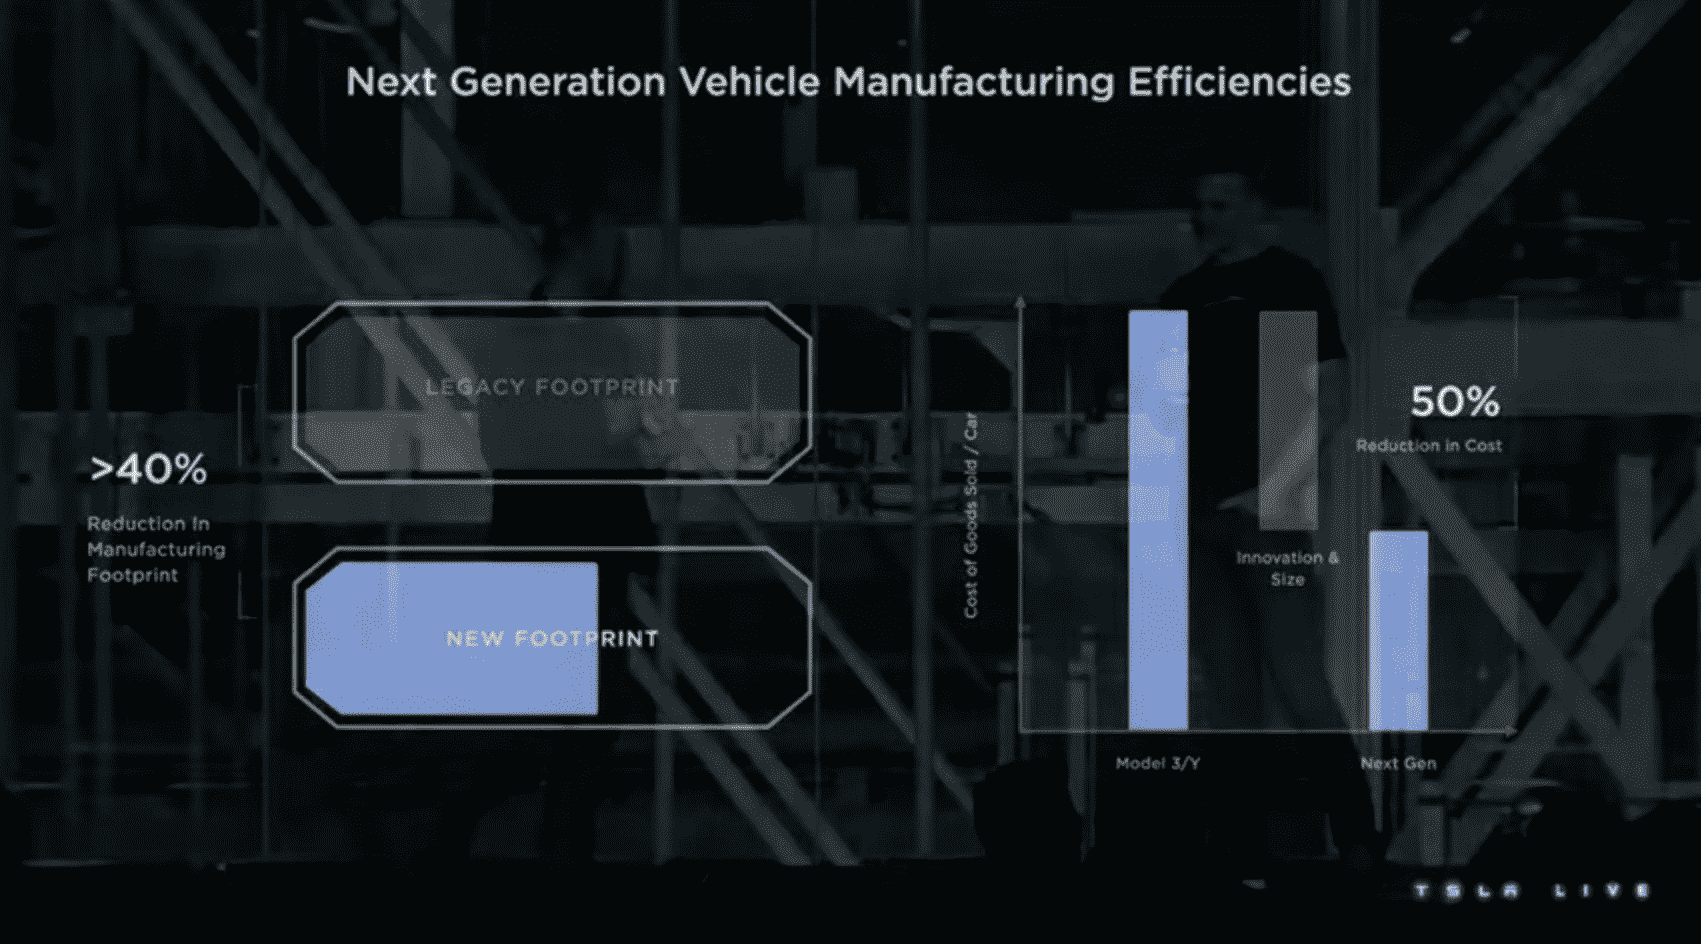 Next Generation Vehicle Manufacturing Efficiencies
LEGACY FOOTPRINT
>40%
Reduction In
Manufacturing
Footprint
NEW FOOTPRINT
Cost of Goods Sold / Car
50%
Reduction in Cost
Innovation &
Size
Model 3/Y
Next Gen
TSLA LIVE